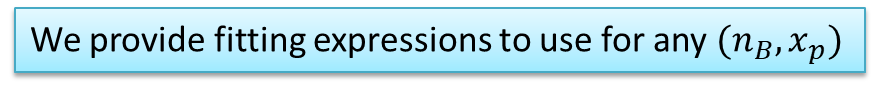 We provide fitting expressions to use for any (n_B, x_p)